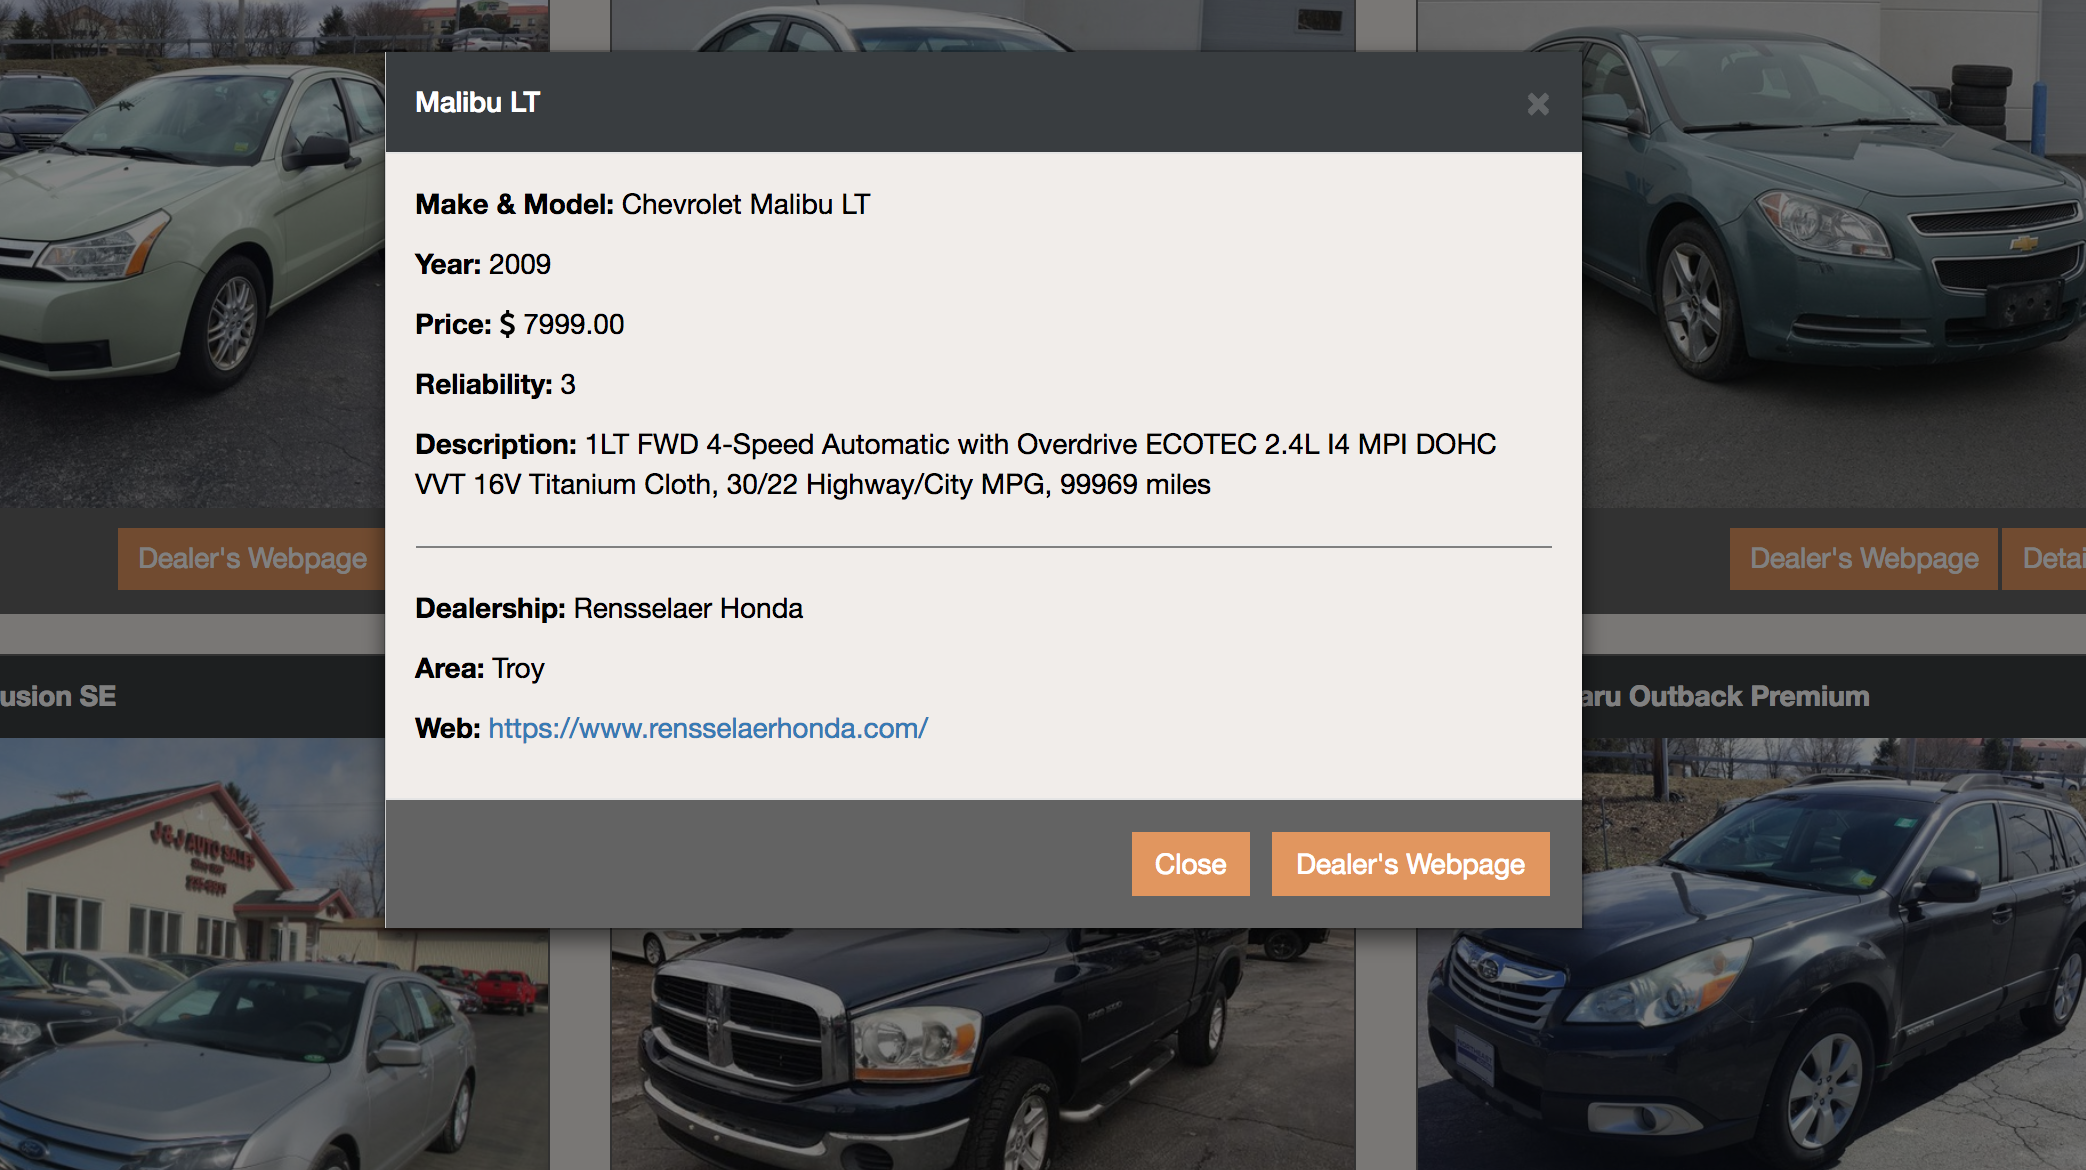 Malibu LT
×
Make & Model: Chevrolet Malibu LT
Year: 2009
Price: $ 7999.00
Reliability: 3
Description: 1LT FWD 4-Speed Automatic with Overdrive ECOTEC 2.4L I4 MPI DOHC
VVT 16V Titanium Cloth, 30/22 Highway/City MPG, 99969 miles
Dealer's Webpage
Dealer's Webpage
Detai
Dealership: Rensselaer Honda
Area: Troy
Web: https://www.rensselaerhonda.com/
usion SE
aru Outback Premium
J&J AUTO SALES
Close
Dealer's Webpage